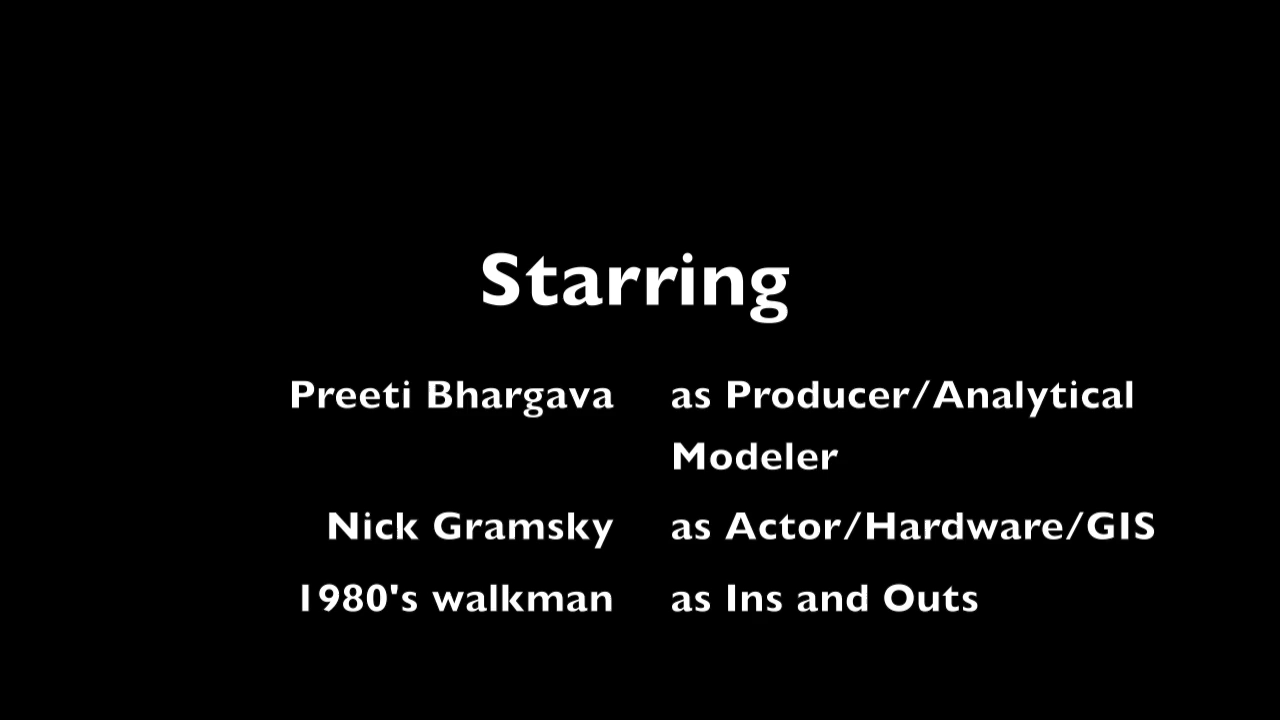 Starring
Preeti Bhargava as Producer/Analytical
Modeler
Nick Gramsky as Actor/Hardware/GIS
1980's walkman as Ins and Outs